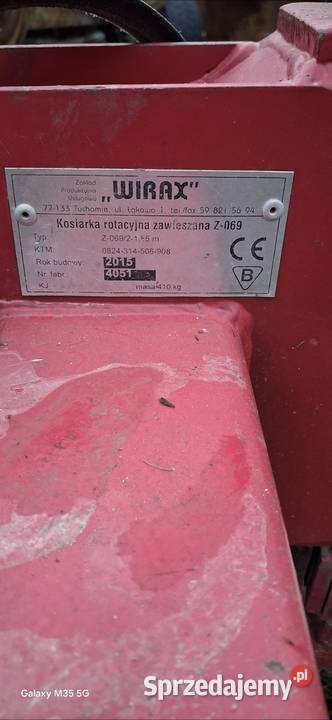 Zakład
Produkcyjno
Usługowy
„WIRAX"
77-133 Tuchomie, ul. Łąkowa 1, tel/fax 59 821 56 94
Kosiarka rotacyjna zawieszana Z-069
Typ: Z-069/2-1,65 m
KTM: 0824-314-506-908
Rok budowy: 2015
Nr fabr. 4051
KJ masa 410 kg
CE
B
Galaxy M35 5G
Sprzedajemy.pl